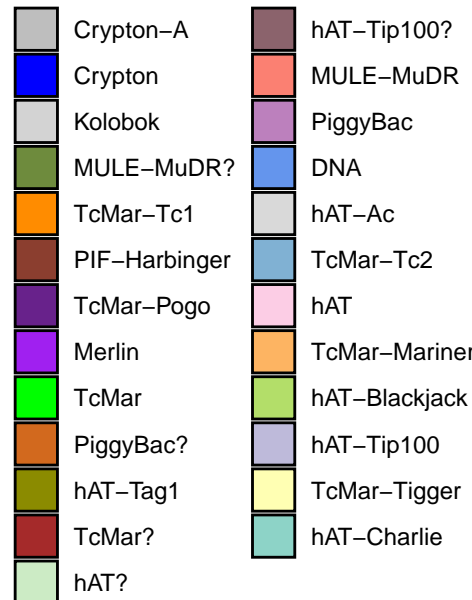 Crypton−A
Crypton
Kolobok
MULE−MuDR?
TcMar−Tc1
PIF−Harbinger
TcMar−Pogo
Merlin
TcMar
PiggyBac?
hAT−Tag1
TcMar?
hAT?
hAT−Tip100?
MULE−MuDR
PiggyBac
DNA
hAT−Ac
TcMar−Tc2
hAT
TcMar−Mariner
hAT−Blackjack
hAT−Tip100
TcMar−Tigger
hAT−Charlie